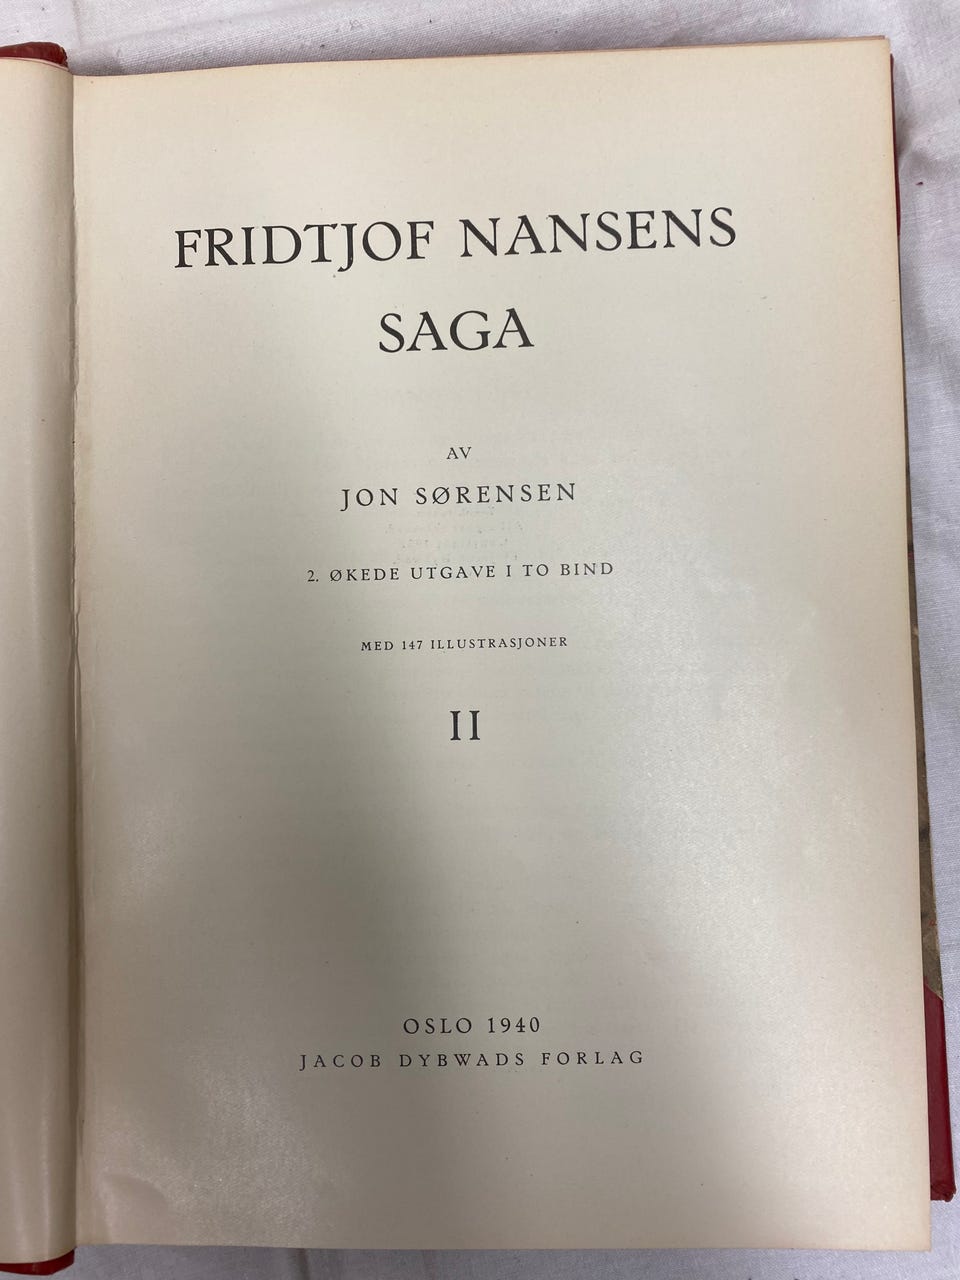 FRIDTJOF NANSENS
SAGA
AV
JON SØRENSEN
2. ØKEDE UTGAVE I TO BIND
MED 147 ILLUSTRASJONER
II
OSLO 1940
JACOB DYBWADS FORLAG